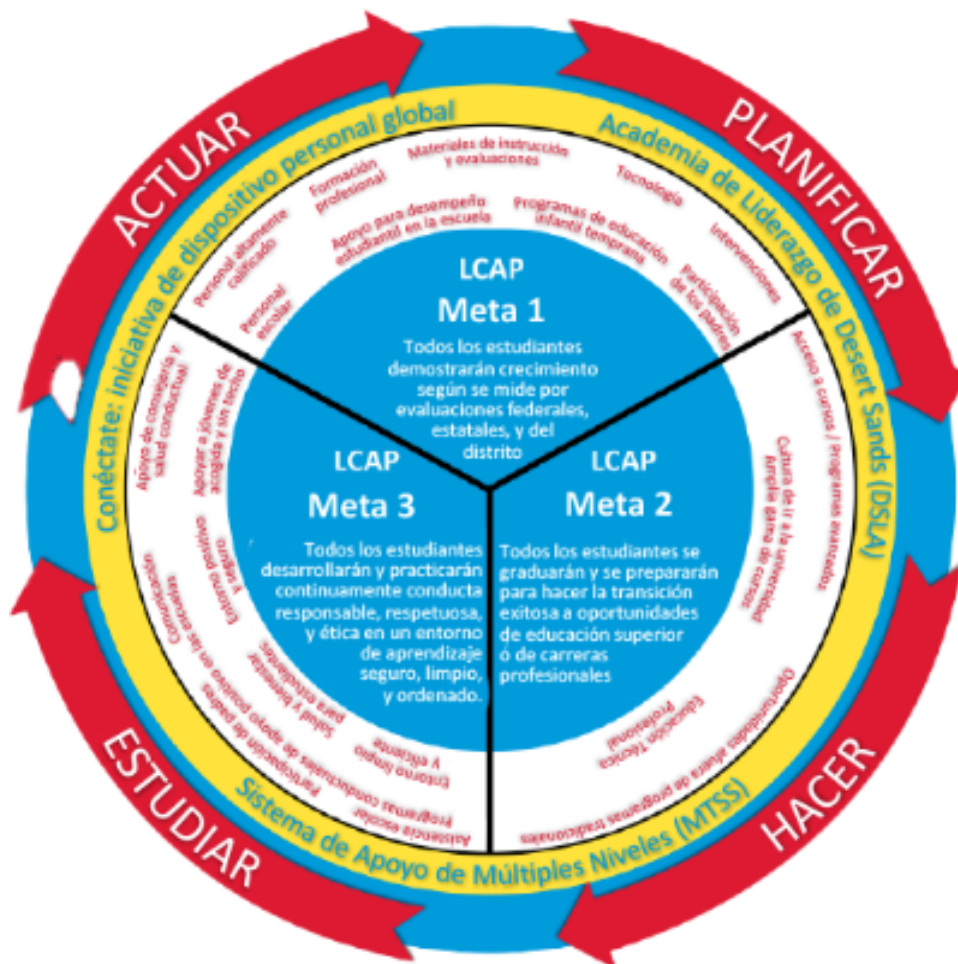 ACTUAR
PLANIFICAR
HACER
ESTUDIAR
Conéctate: iniciativa de dispositivo personal global
Academia de Liderazgo de Desert Sands (DSLA)
Sistema de Apoyo de Múltiples Niveles (MTSS)
Personal altamente
calificado
Formación
profesional
Materiales de instrucción
y evaluaciones
Tecnología
Intervenciones
Personal
escolar
Apoyo para desempeño
estudiantil en la escuela
Programas de educación
infantil temprana
Participación
de los padres
LCAP
Meta 1
Todos los estudiantes
demostrarán crecimiento
según se mide por
evaluaciones federales,
estatales, y del
distrito
Acceso a cursos / Programas avanzados
Cultura de ir a la universidad
Amplia gama de cursos
Oportunidades afuera de programas tradicionales
Educación Técnica
Profesional
LCAP
Meta 2
Todos los estudiantes se
graduarán y se prepararán
para hacer la transición
exitosa a oportunidades
de educación superior
o de carreras
profesionales
Apoyo de consejería y
salud conductual
Apoyar a jóvenes de
acogida y sin techo
Entorno positivo
y seguro
Comunicación
Salud y bienestar
para estudiantes
Participación de padres
Programas conductuales de apoyo positivo en las escuelas
Entorno limpio
y eficiente
Asistencia escolar
LCAP
Meta 3
Todos los estudiantes
desarrollarán y practicarán
continuamente conducta
responsable, respetuosa,
y ética en un entorno
de aprendizaje
seguro, limpio,
y ordenado.